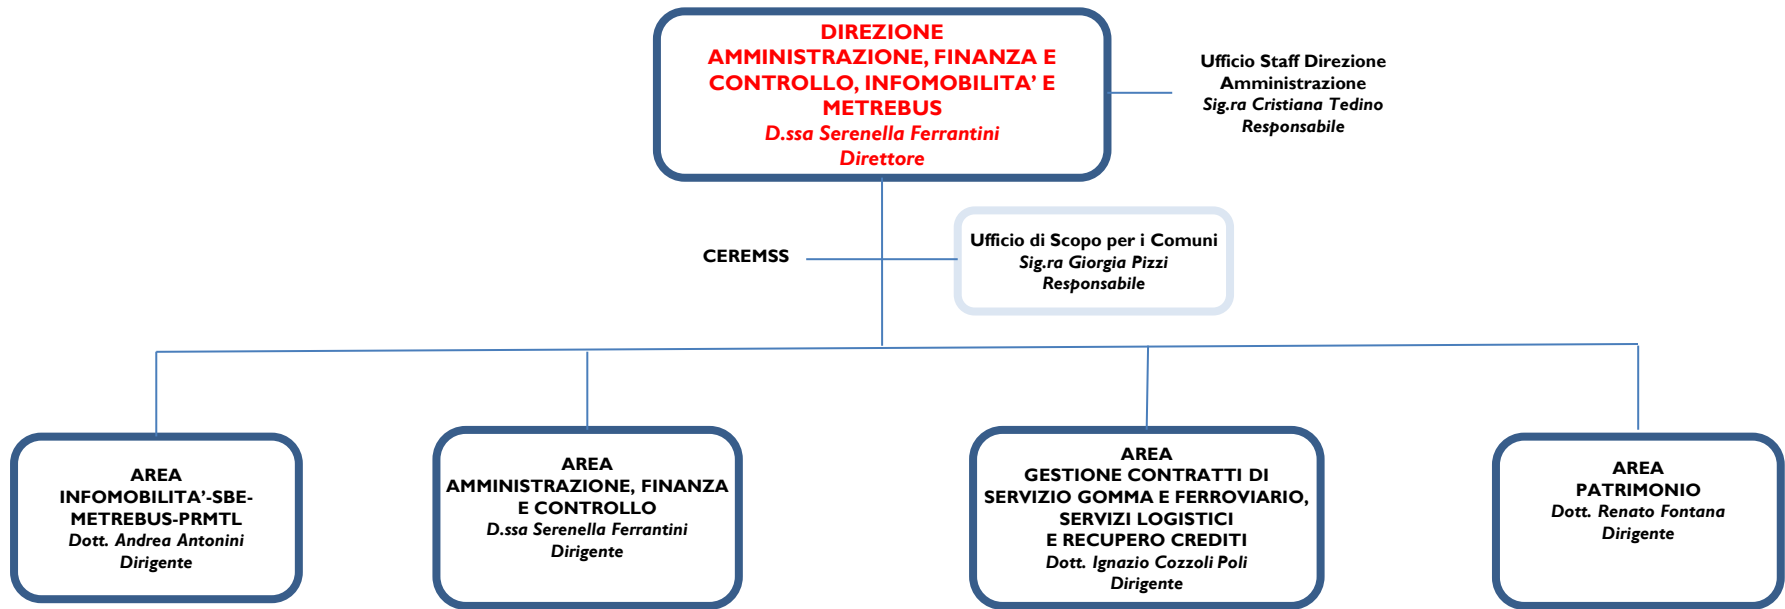 DIREZIONE
AMMINISTRAZIONE, FINANZA E
CONTROLLO, INFOMOBILITA’ E
METREBUS
D.ssa Serenella Ferrantini
Direttore
Ufficio Staff Direzione
Amministrazione
Sig.ra Cristiana Tedino
Responsabile
CEREMSS
Ufficio di Scopo per i Comuni
Sig.ra Giorgia Pizzi
Responsabile
AREA
INFOMOBILITA’-SBE-
METREBUS-PRMTL
Dott. Andrea Antonini
Dirigente
AREA
AMMINISTRAZIONE, FINANZA
E CONTROLLO
D.ssa Serenella Ferrantini
Dirigente
AREA
GESTIONE CONTRATTI DI
SERVIZIO GOMMA E FERROVIARIO,
SERVIZI LOGISTICI
E RECUPERO CREDITI
Dott. Ignazio Cozzoli Poli
Dirigente
AREA
PATRIMONIO
Dott. Renato Fontana
Dirigente